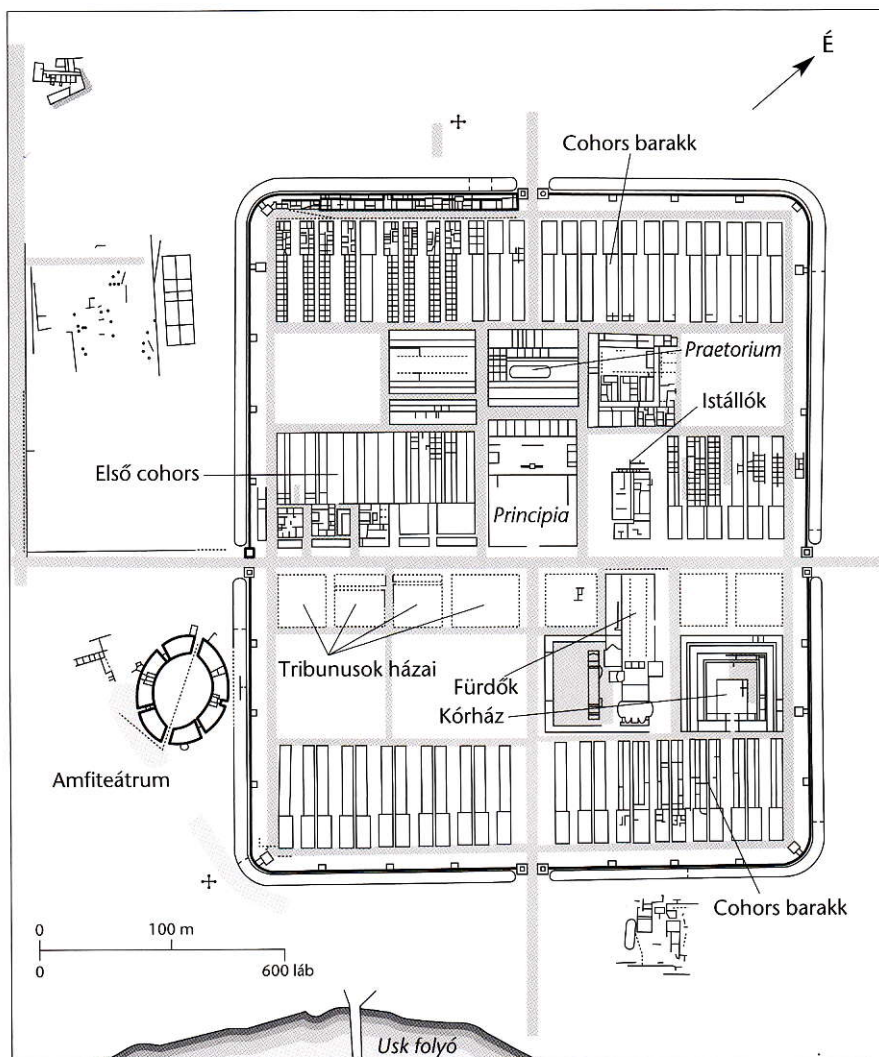 É
Cohors barakk
Praetorium
Istállók
Első cohors
Principia
Tribunusok házai
Fürdők
Kórház
Amfiteátrum
Cohors barakk
0 100 m
0 600 láb
Usk folyó